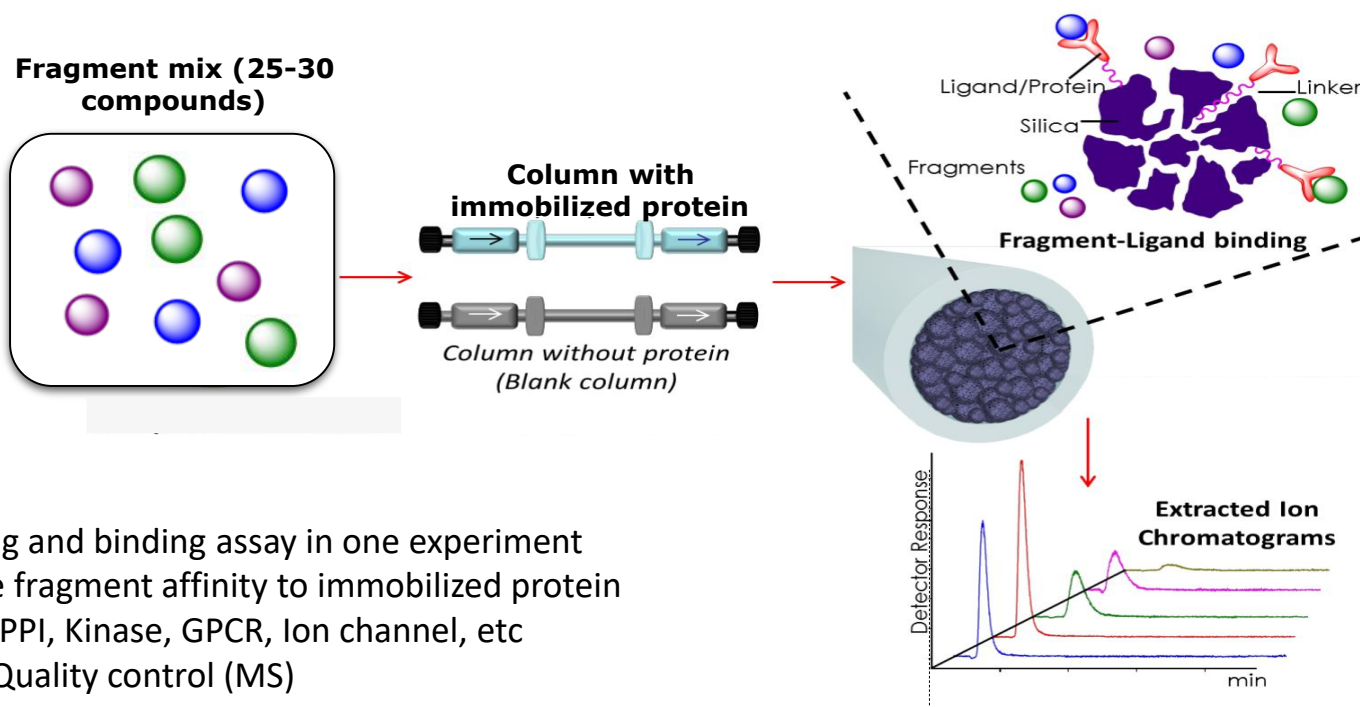 Fragment mix (25-30
compounds)
Column with
immobilized protein
Column without protein
(Blank column)
Ligand/Protein
Linker
Silica
Fragments
Fragment-Ligand binding
Extracted Ion
Chromatograms
Detector Response
min
and binding assay in one experiment
fragment affinity to immobilized protein
PPI, Kinase, GPCR, Ion channel, etc
Quality control (MS)